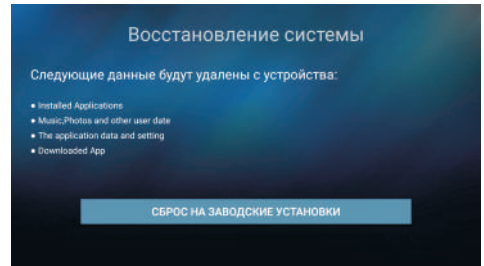 Восстановление системы
Следующие данные будут удалены с устройства:
● Installed Applications
● Music,Photos and other user date
● The application data and setting
● Downloaded App
СБРОС НА ЗАВОДСКИЕ УСТАНОВКИ